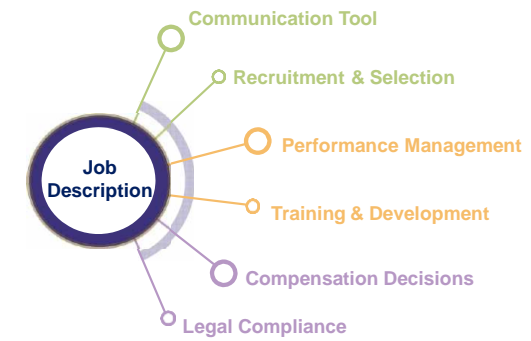 Communication Tool
Recruitment & Selection
Performance Management
Job
Description
Training & Development
Compensation Decisions
Legal Compliance